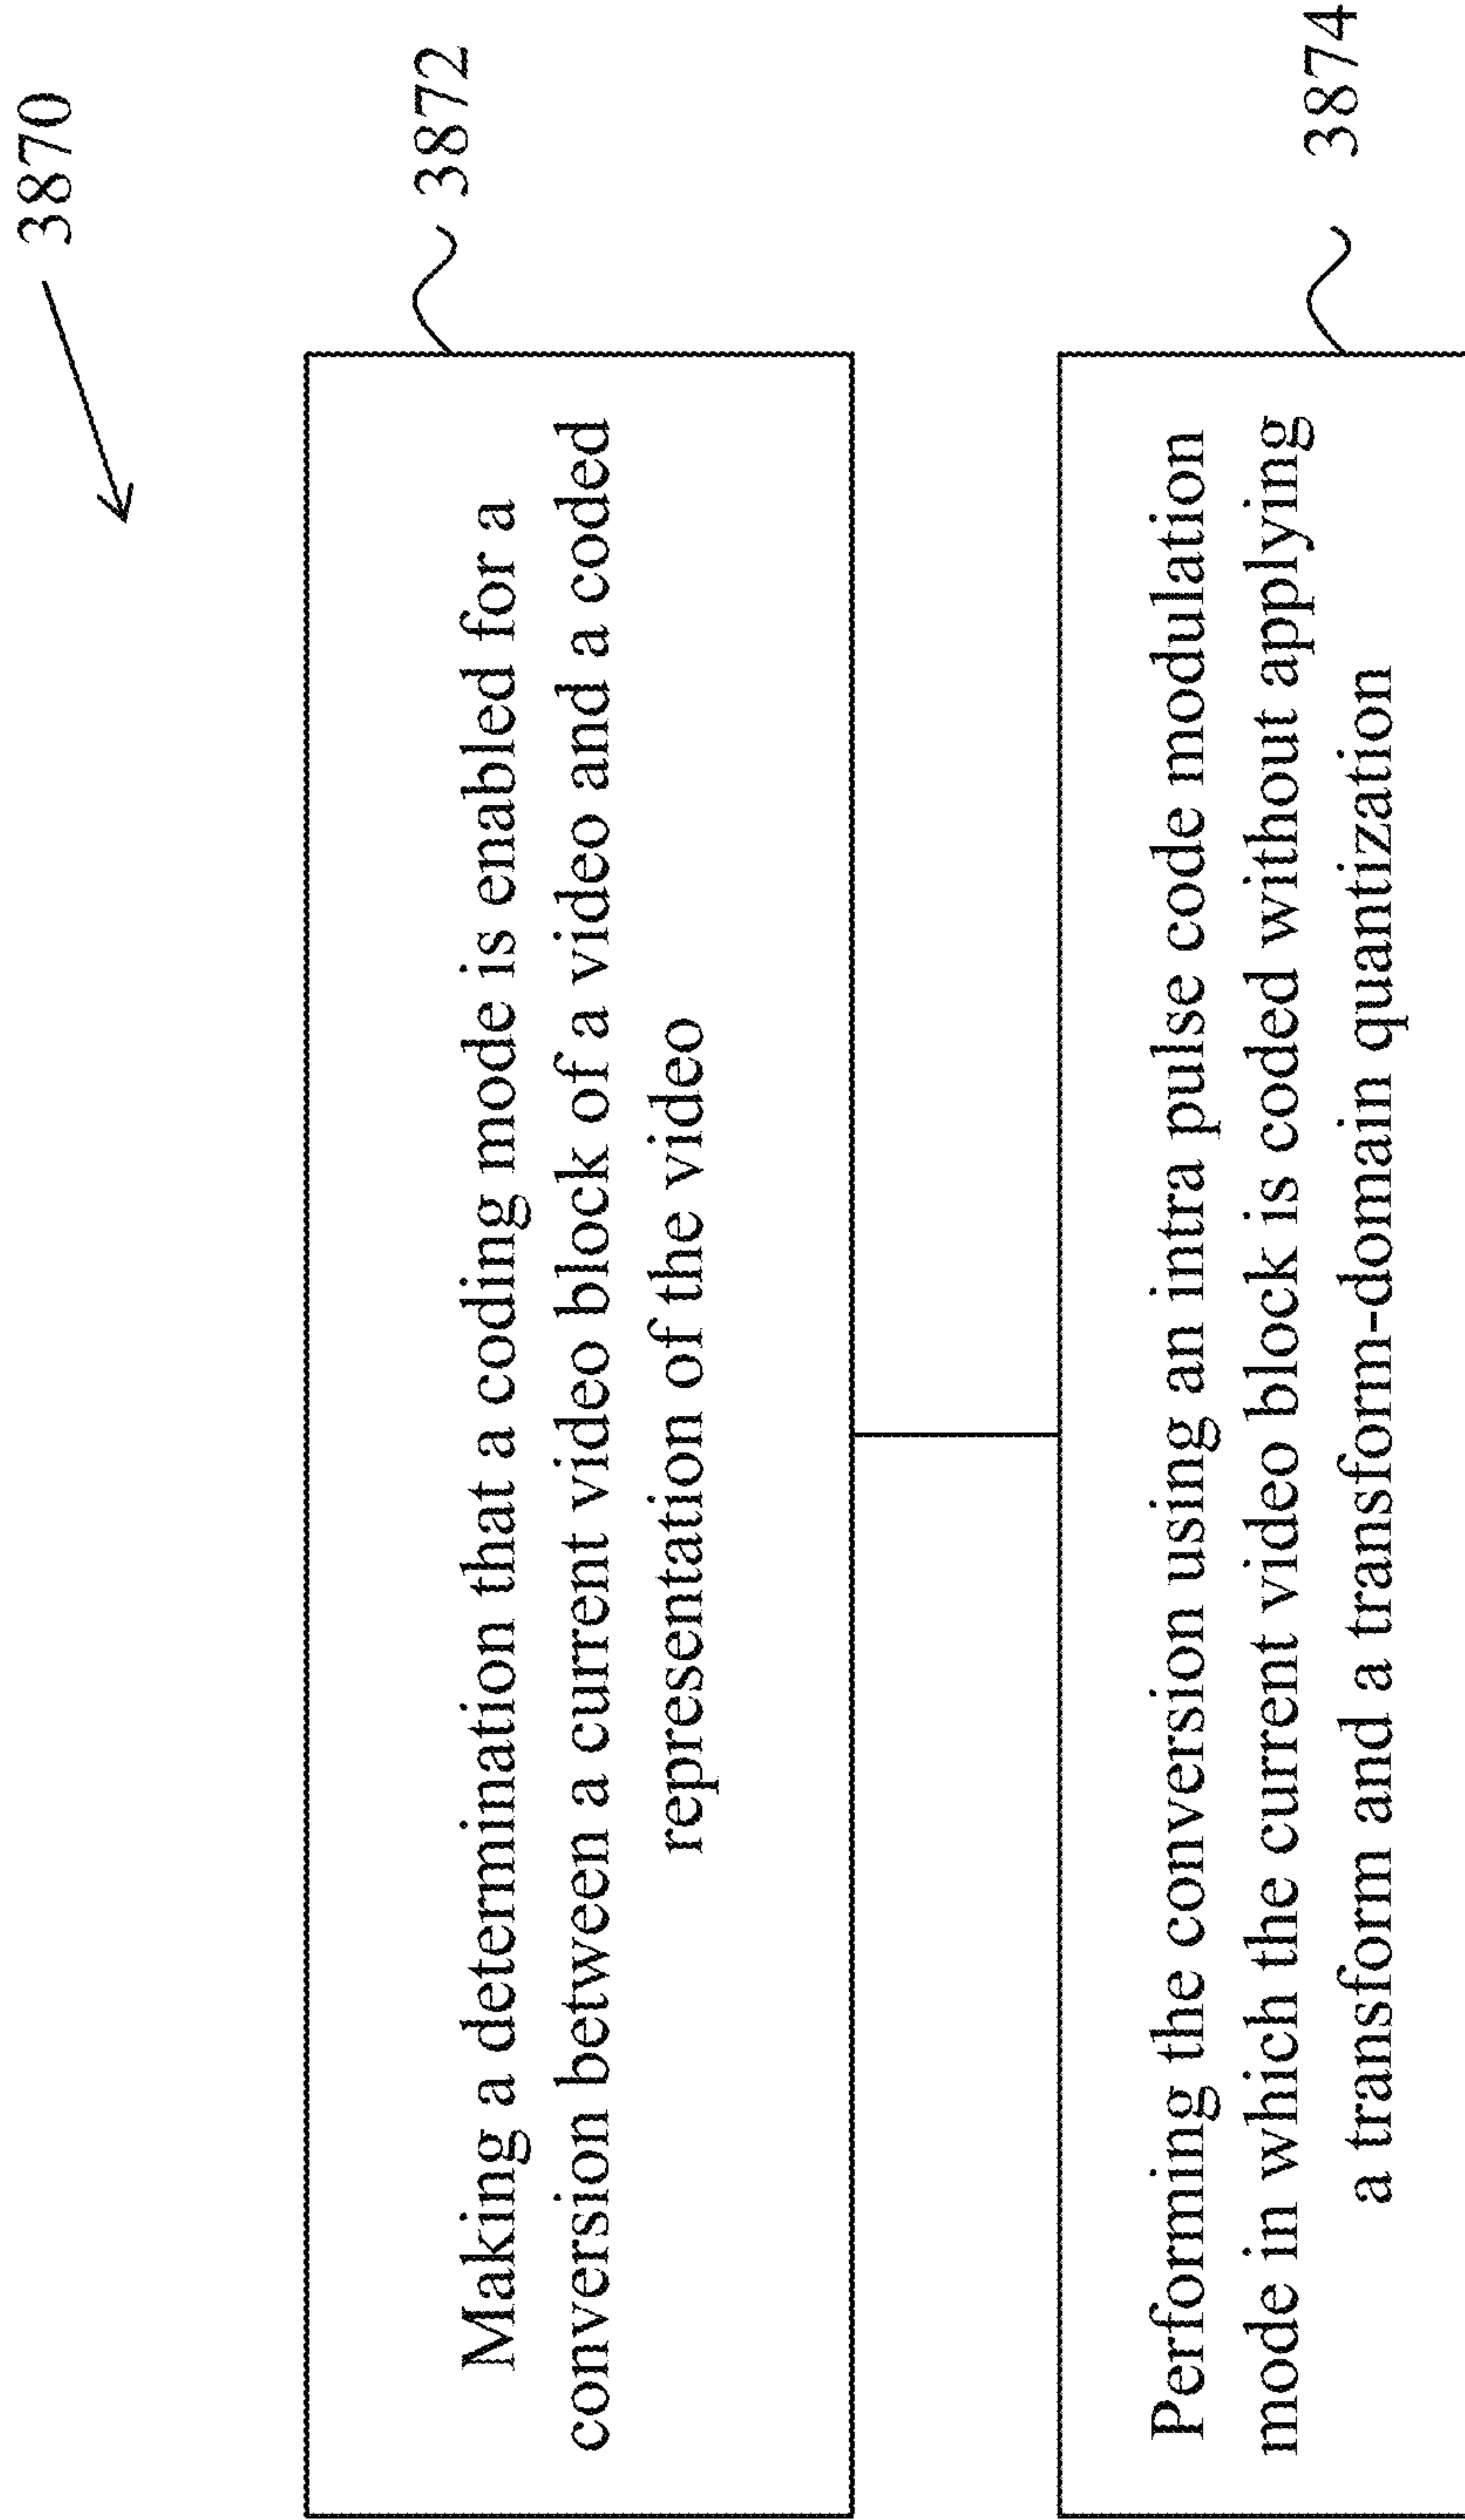 3870
3872
Making a determination that a coding mode is enabled for a
conversion between a current video block of a video and a coded
representation of the video
3874
Performing the conversion using an intra pulse code modulation
mode in which the current video block is coded without applying
a transform and a transform-domain quantization